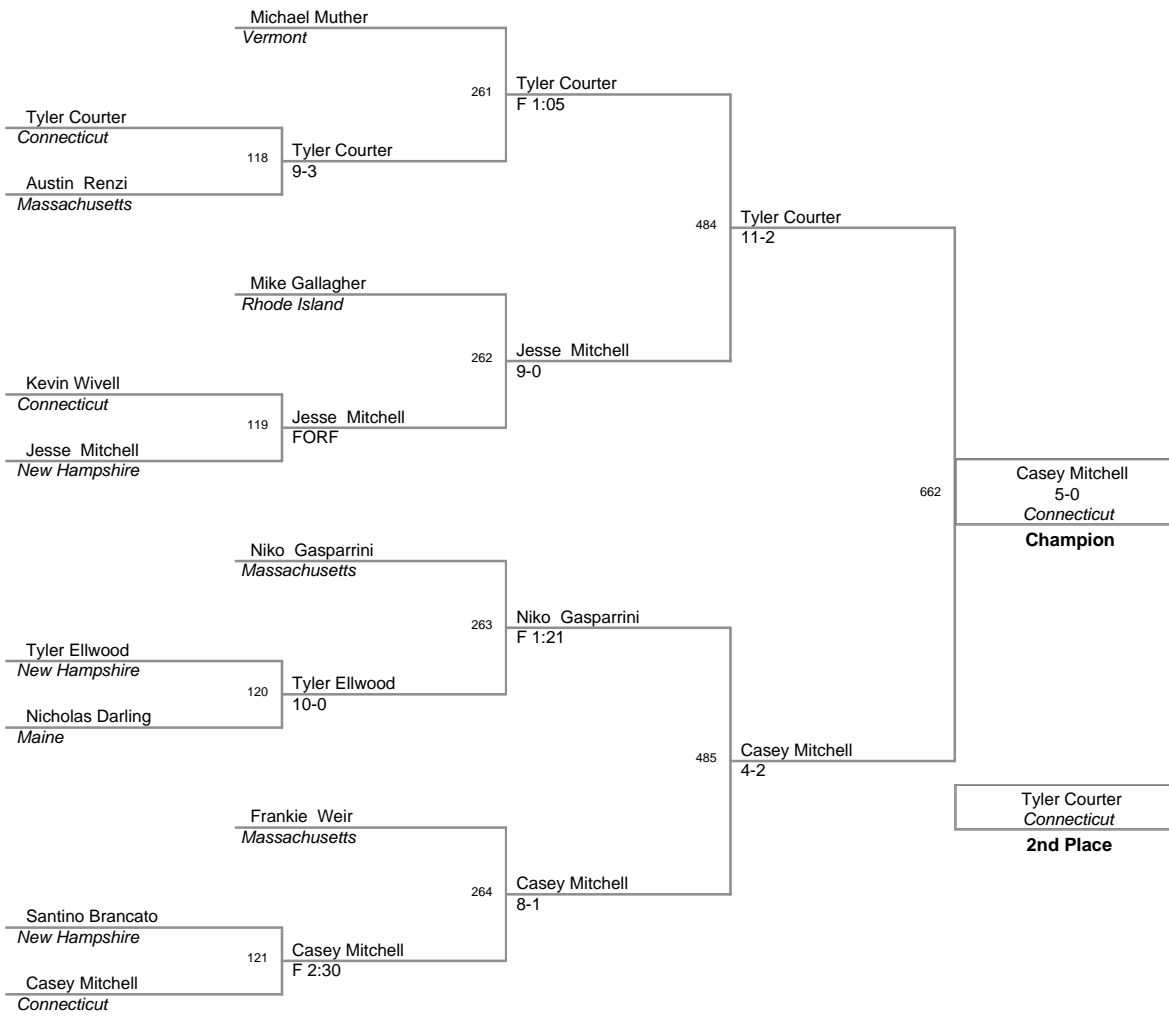 Michael Muther
Vermont
261
Tyler Courter
F 1:05
Tyler Courter
Connecticut
118
Tyler Courter
9-3
Austin Renzi
Massachusetts
484
Tyler Courter
11-2
Mike Gallagher
Rhode Island
262
Jesse Mitchell
9-0
Kevin Wivell
Connecticut
119
Jesse Mitchell
FORF
Jesse Mitchell
New Hampshire
662
Casey Mitchell
5-0
Connecticut
Champion
Niko Gasparrini
Massachusetts
263
Niko Gasparrini
F 1:21
Tyler Ellwood
New Hampshire
120
Tyler Ellwood
10-0
Nicholas Darling
Maine
485
Casey Mitchell
4-2
Tyler Courter
Connecticut
2nd Place
Frankie Weir
Massachusetts
264
Casey Mitchell
8-1
Santino Brancato
New Hampshire
121
Casey Mitchell
F 2:30
Casey Mitchell
Connecticut